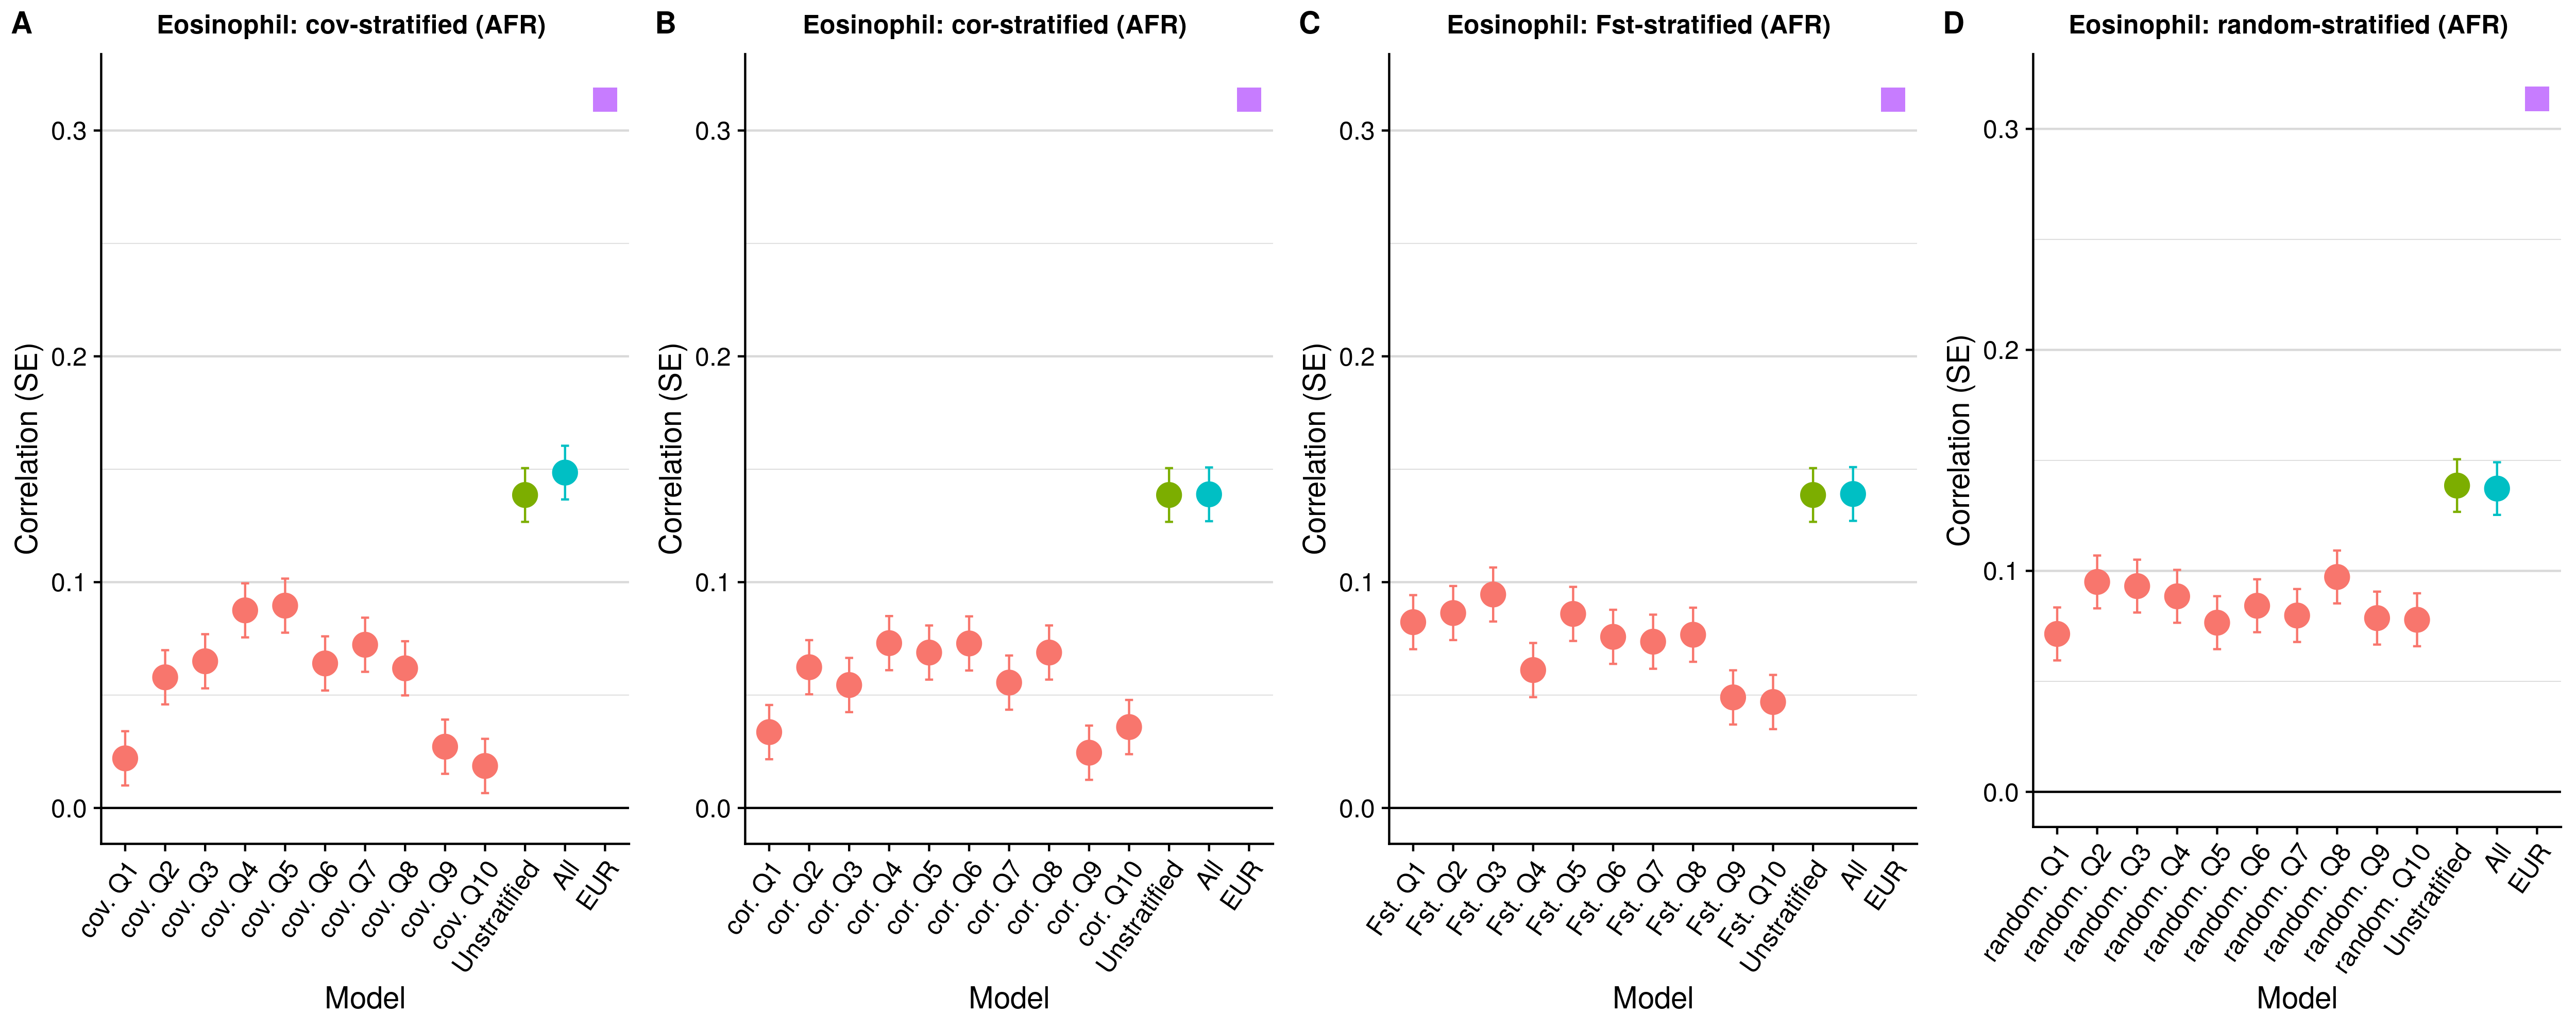 A
Eosinophil: cov-stratified (AFR)
Correlation (SE)
0.3
0.2
0.1
0.0
cov. Q1
cov. Q2
cov. Q3
cov. Q4
cov. Q5
cov. Q6
cov. Q7
cov. Q8
cov. Q9
cov. Q10
Unstratified
All
EUR
Model
B
Eosinophil: cor-stratified (AFR)
Correlation (SE)
0.3
0.2
0.1
0.0
cor. Q1
cor. Q2
cor. Q3
cor. Q4
cor. Q5
cor. Q6
cor. Q7
cor. Q8
cor. Q9
cor. Q10
Unstratified
All
EUR
Model
C
Eosinophil: Fst-stratified (AFR)
Correlation (SE)
0.3
0.2
0.1
0.0
Fst. Q1
Fst. Q2
Fst. Q3
Fst. Q4
Fst. Q5
Fst. Q6
Fst. Q7
Fst. Q8
Fst. Q9
Fst. Q10
Unstratified
All
EUR
Model
D
Eosinophil: random-stratified (AFR)
Correlation (SE)
0.3
0.2
0.1
0.0
random. Q1
random. Q2
random. Q3
random. Q4
random. Q5
random. Q6
random. Q7
random. Q8
random. Q9
random. Q10
Unstratified
All
EUR
Model